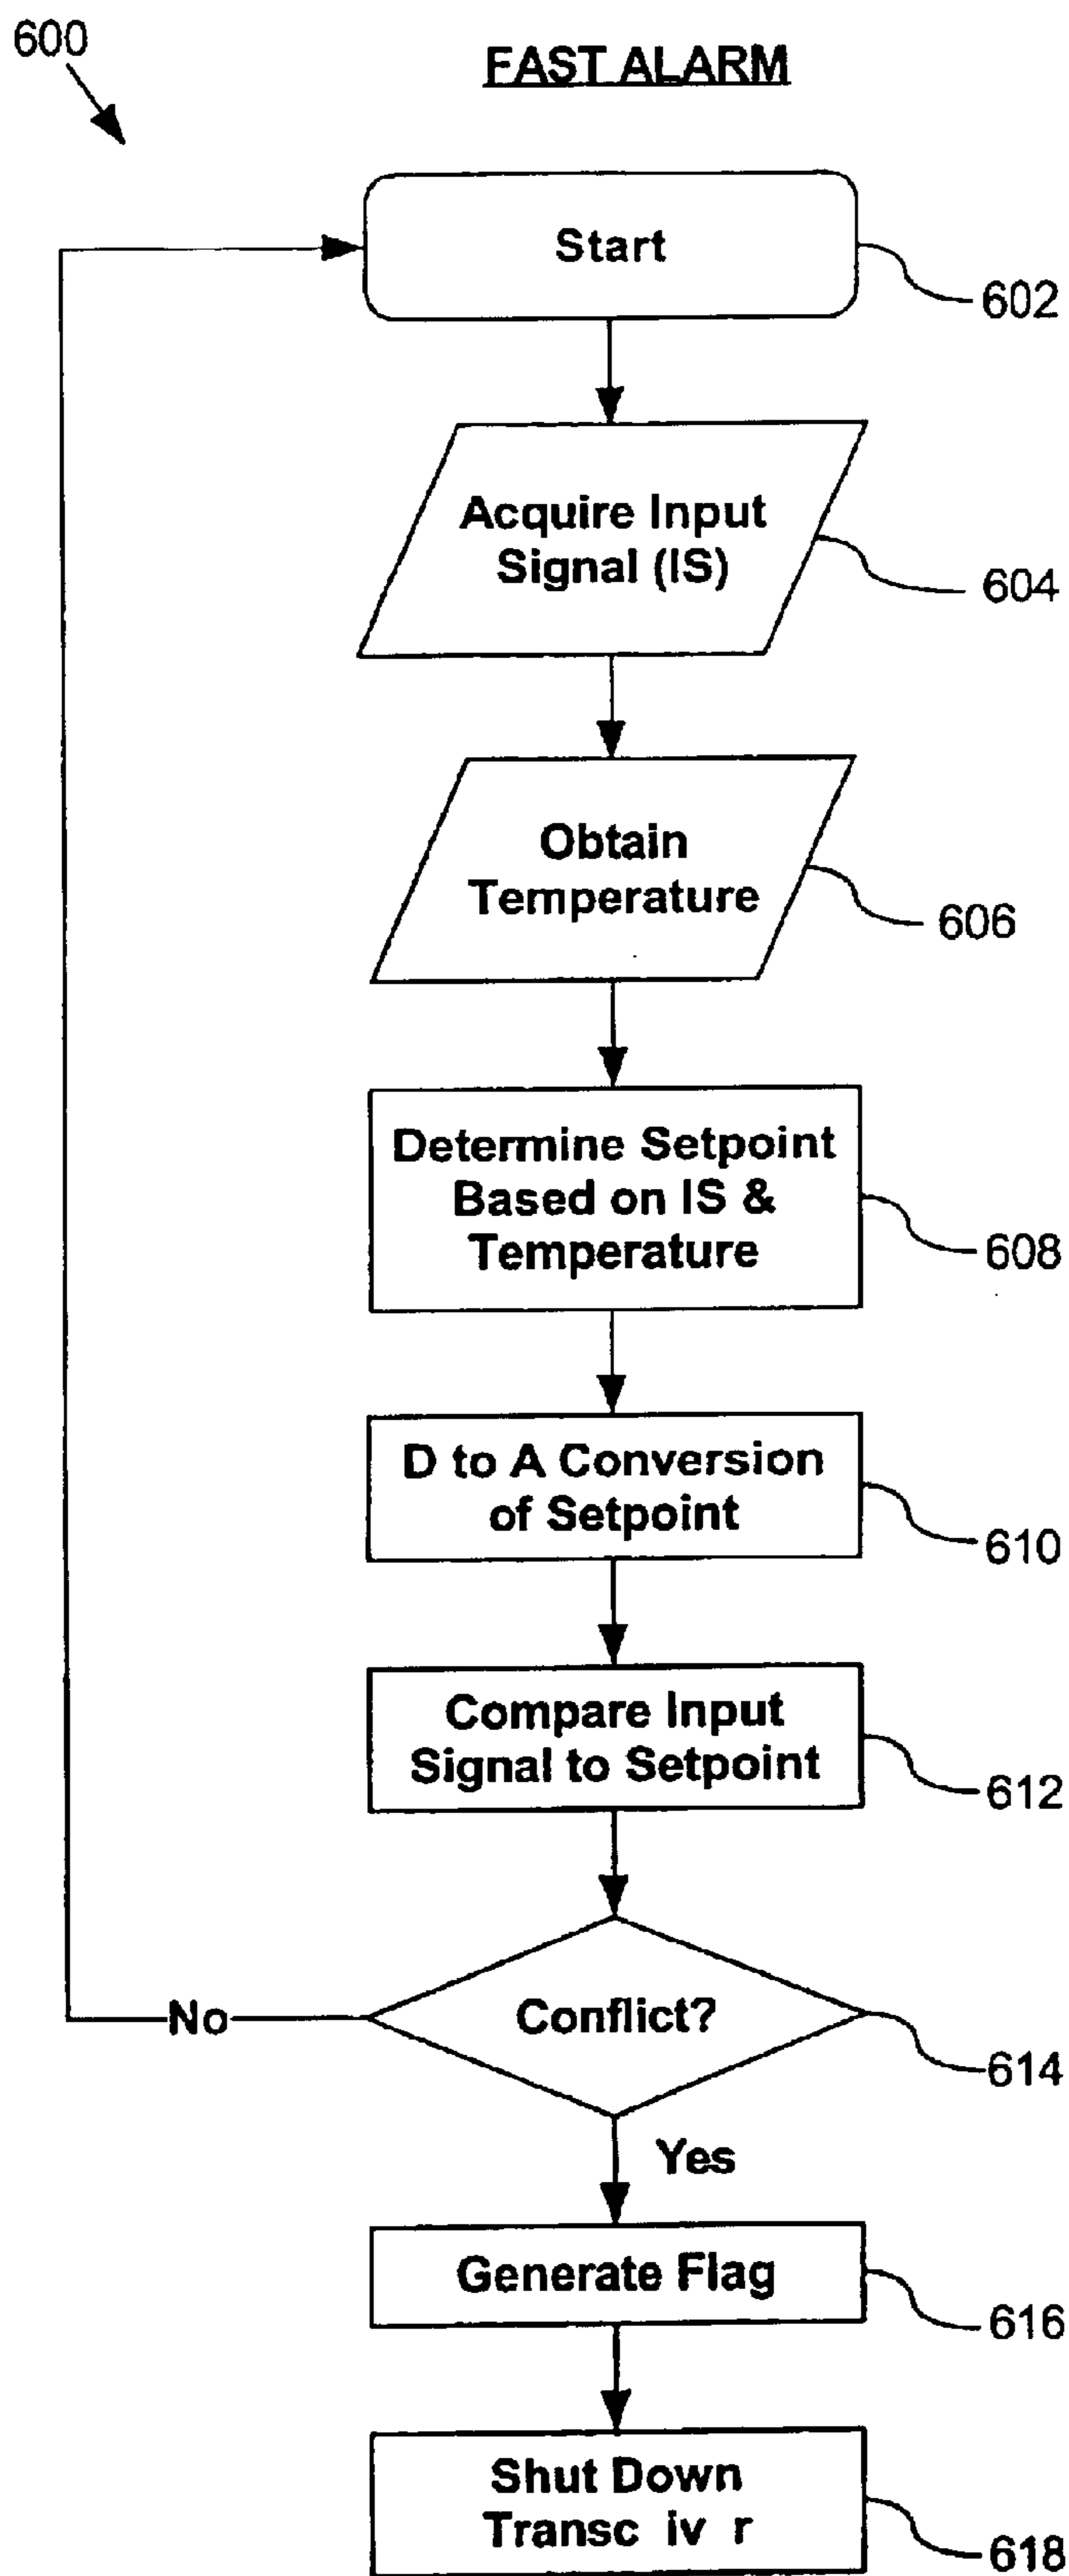 600
FAST ALARM
Start
602
Acquire Input
Signal (IS)
604
Obtain
Temperature
606
Determine Setpoint
Based on IS &
Temperature
608
D to A Conversion
of Setpoint
610
Compare Input
Signal to Setpoint
612
Conflict?
614
No
Yes
Generate Flag
616
Shut Down
Transc iv r
618